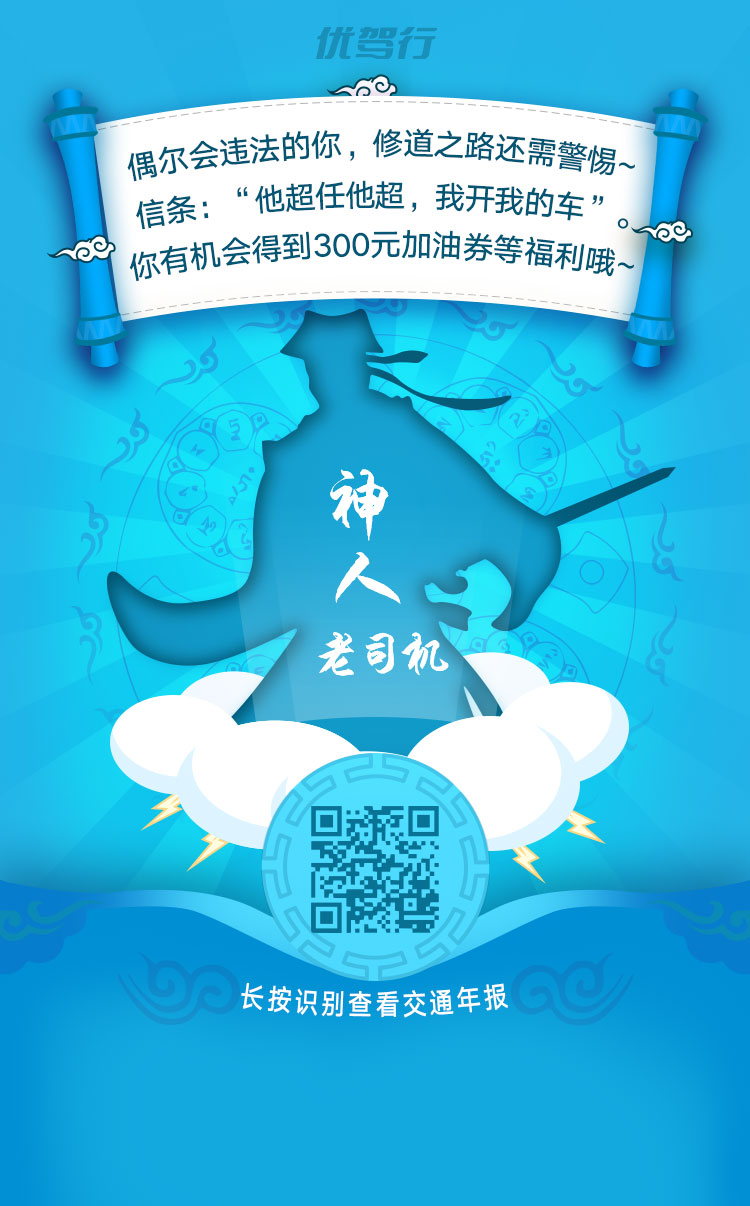 优驾行
偶尔会违法的你，修道之路还需警惕~
信条：“他超任他超，我开我的车”。
你有机会得到300元加油券等福利哦~
神
人
老司机
长按识别查看交通年报